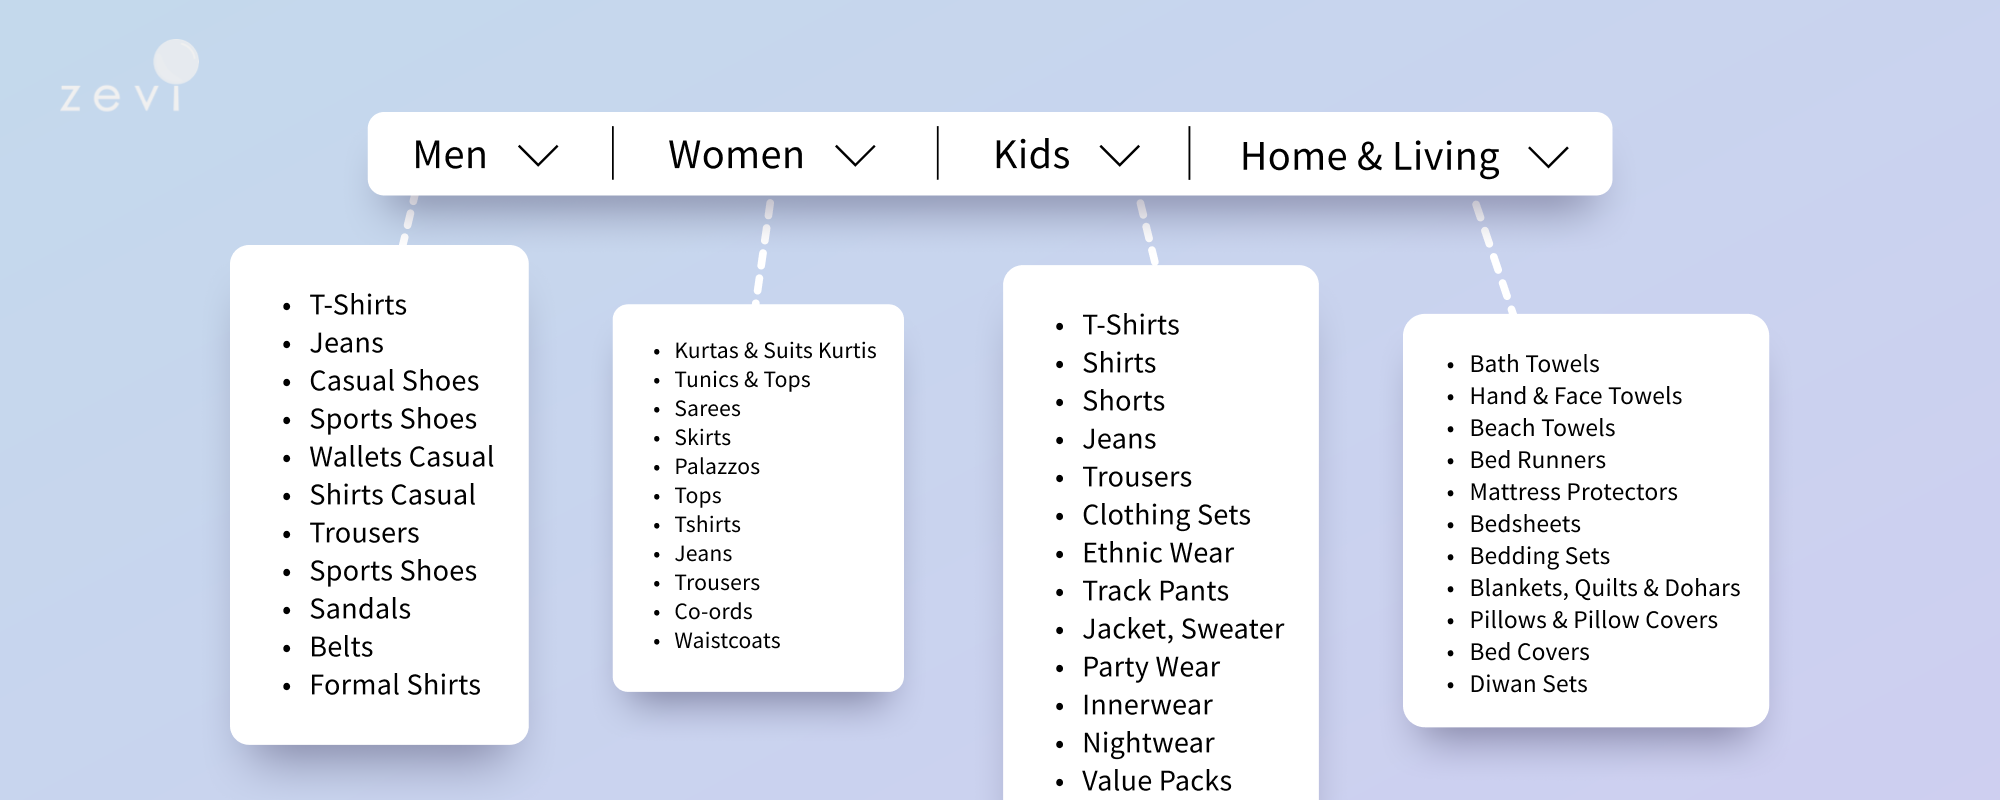 zevi
Men
Women
Kids
Home & Living
• T-Shirts
• Jeans
• Casual Shoes
• Sports Shoes
• Wallets Casual
• Shirts Casual
• Trousers
• Sports Shoes
• Sandals
• Belts
• Formal Shirts
• Kurtas & Suits Kurtis
• Tunics & Tops
• Sarees
• Skirts
• Palazzos
• Tops
• Tshirts
• Jeans
• Trousers
• Co-ords
• Waistcoats
• T-Shirts
• Shirts
• Shorts
• Jeans
• Trousers
• Clothing Sets
• Ethnic Wear
• Track Pants
• Jacket, Sweater
• Party Wear
• Innerwear
• Nightwear
• Value Packs
• Bath Towels
• Hand & Face Towels
• Beach Towels
• Bed Runners
• Mattress Protectors
• Bedsheets
• Bedding Sets
• Blankets, Quilts & Dohars
• Pillows & Pillow Covers
• Bed Covers
• Diwan Sets